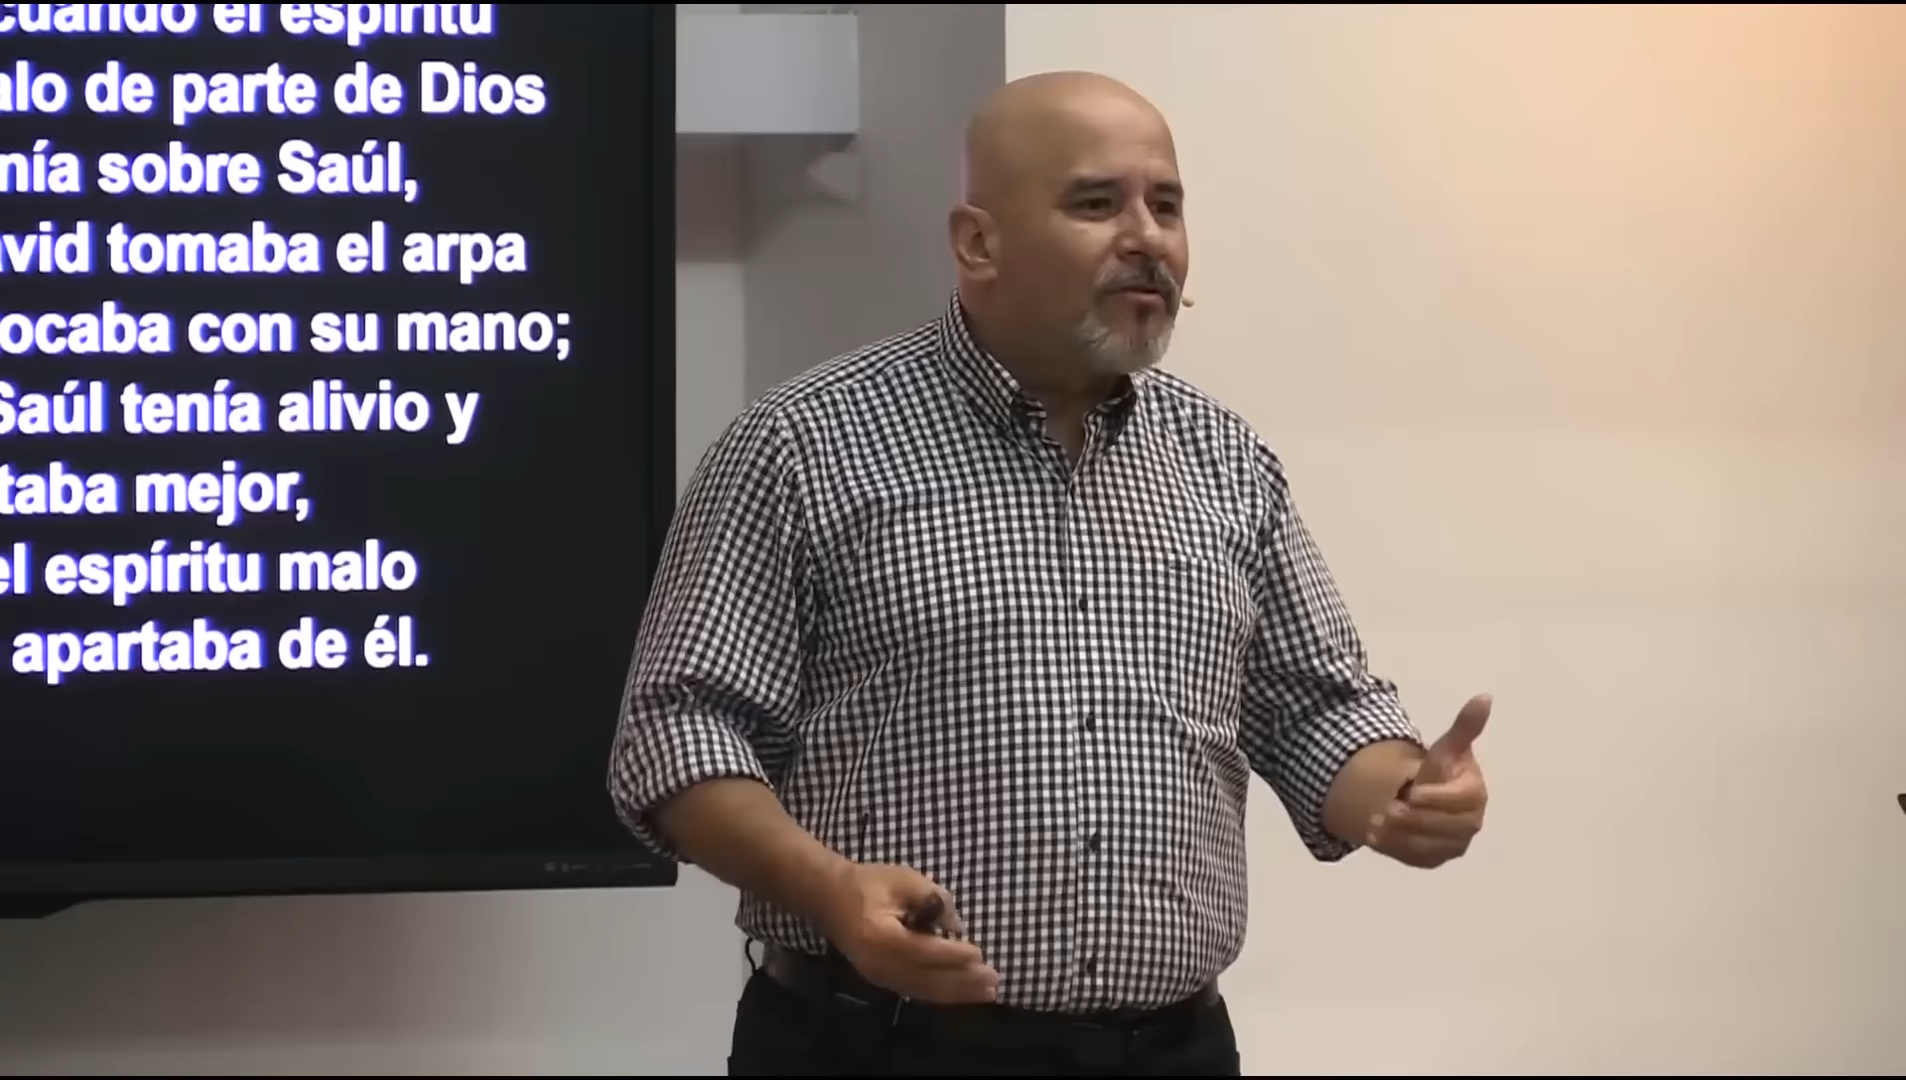 cuando el espíritu
alo de parte de Dios
nía sobre Saúl,
avid tomaba el arpa
ocaba con su mano;
Saúl tenía alivio y
taba mejor,
el espíritu malo
apartaba de él.